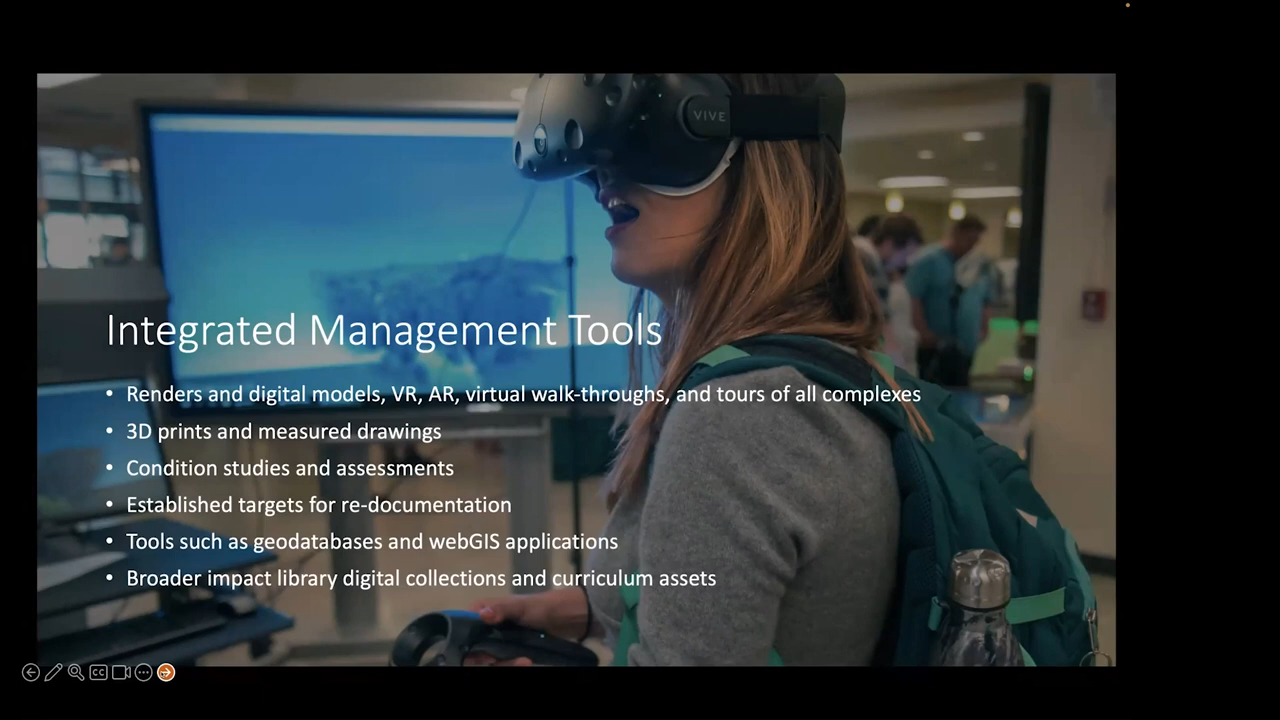 VIVE
Integrated Management Tools
• Renders and digital models, VR, AR, virtual walk-throughs, and tours of all complexes
• 3D prints and measured drawings
• Condition studies and assessments
• Established targets for re-documentation
• Tools such as geodatabases and webGIS applications
• Broader impact library digital collections and curriculum assets
CC